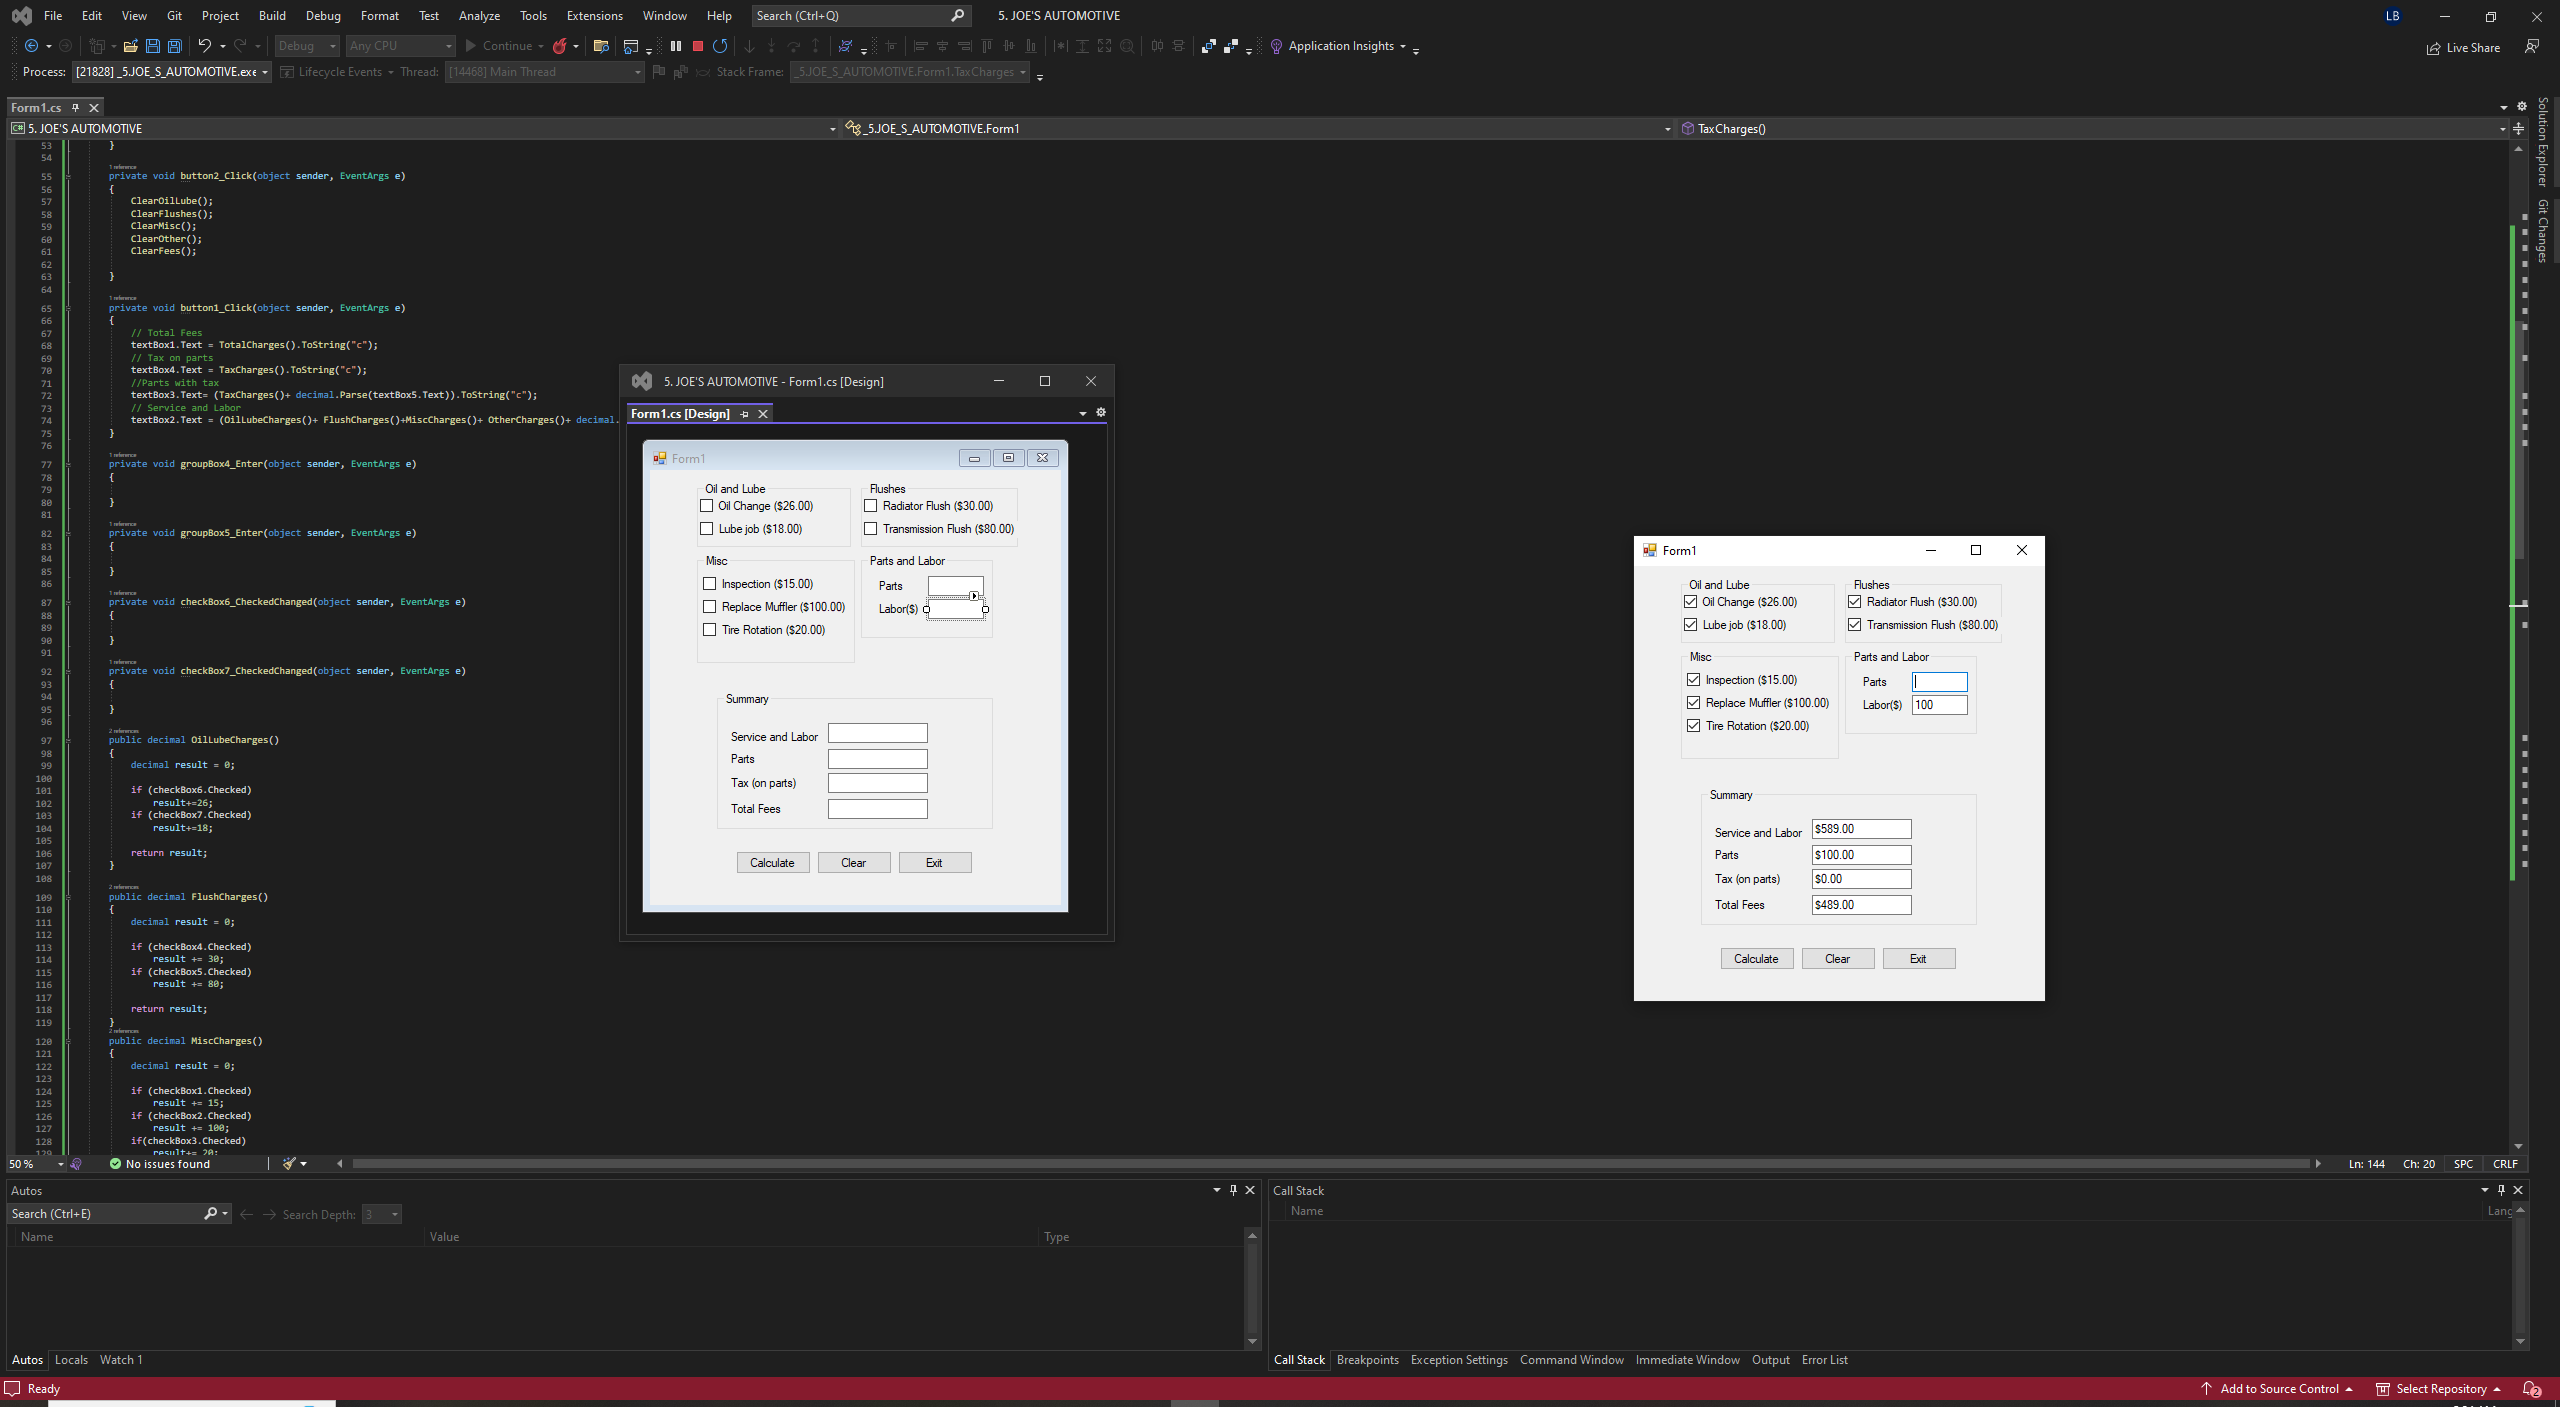 File Edit View Git Project Build Debug Format Test Analyze Tools Extensions Window Help Search (Ctrl+Q) 5. JOE'S AUTOMOTIVE LB
Debug Any CPU Continue Application Insights Live Share
Process: [21828] _5JOE_S_AUTOMOTIVE.exe Lifecycle Events Thread: [14468] Main Thread Stack Frame: _5JOE_S_AUTOMOTIVE.Form1.TaxCharges
Form1.cs
C# 5. JOE'S AUTOMOTIVE _5JOE_S_AUTOMOTIVE.Form1 TaxCharges()
Solution Explorer
Git Changes
53 }
54
1 reference
55 private void button2_Click(object sender, EventArgs e)
56 {
57 ClearOilLube();
58 ClearFlushes();
59 ClearMisc();
60 ClearOther();
61 ClearFees();
62
63 }
64
1 reference
65 private void button1_Click(object sender, EventArgs e)
66 {
67 // Total Fees
68 textBox1.Text = TotalCharges().ToString("c");
69 // Tax on parts
70 textBox4.Text = TaxCharges().ToString("c");
71 //Parts with tax
72 textBox3.Text= (TaxCharges()+ decimal.Parse(textBox5.Text)).ToString("c");
73 // Service and Labor
74 textBox2.Text = (OilLubeCharges()+ FlushCharges()+MiscCharges()+ OtherCharges()+ decimal.
75 }
76
1 reference
77 private void groupBox4_Enter(object sender, EventArgs e)
78 {
79
80 }
81
1 reference
82 private void groupBox5_Enter(object sender, EventArgs e)
83 {
84
85 }
86
1 reference
87 private void checkBox6_CheckedChanged(object sender, EventArgs e)
88 {
89
90 }
91
1 reference
92 private void checkBox7_CheckedChanged(object sender, EventArgs e)
93 {
94
95 }
96
2 references
97 public decimal OilLubeCharges()
98 {
99 decimal result = 0;
100
101 if (checkBox6.Checked)
102 result+=26;
103 if (checkBox7.Checked)
104 result+=18;
105
106 return result;
107 }
108
2 references
109 public decimal FlushCharges()
110 {
111 decimal result = 0;
112
113 if (checkBox4.Checked)
114 result += 30;
115 if (checkBox5.Checked)
116 result += 80;
117
118 return result;
119 }
2 references
120 public decimal MiscCharges()
121 {
122 decimal result = 0;
123
124 if (checkBox1.Checked)
125 result += 15;
126 if (checkBox2.Checked)
127 result += 100;
128 if(checkBox3.Checked)
129 result+= 20;
5. JOE'S AUTOMOTIVE - Form1.cs [Design]
Form1.cs [Design]
Form1
Oil and Lube
Oil Change ($26.00)
Lube job ($18.00)
Flushes
Radiator Flush ($30.00)
Transmission Flush ($80.00)
Misc
Inspection ($15.00)
Replace Muffler ($100.00)
Tire Rotation ($20.00)
Parts and Labor
Parts
Labor($)
Summary
Service and Labor
Parts
Tax (on parts)
Total Fees
Calculate Clear Exit
Form1
Oil and Lube
Oil Change ($26.00)
Lube job ($18.00)
Flushes
Radiator Flush ($30.00)
Transmission Flush ($80.00)
Misc
Inspection ($15.00)
Replace Muffler ($100.00)
Tire Rotation ($20.00)
Parts and Labor
Parts
Labor($) 100
Summary
Service and Labor $589.00
Parts $100.00
Tax (on parts) $0.00
Total Fees $489.00
Calculate Clear Exit
50 % No issues found Ln: 144 Ch: 20 SPC CRLF
Autos
Search (Ctrl+E) Search Depth: 3
Name Value Type
Autos Locals Watch 1
Call Stack
Name Lang
Call Stack Breakpoints Exception Settings Command Window Immediate Window Output Error List
Ready Add to Source Control Select Repository 2